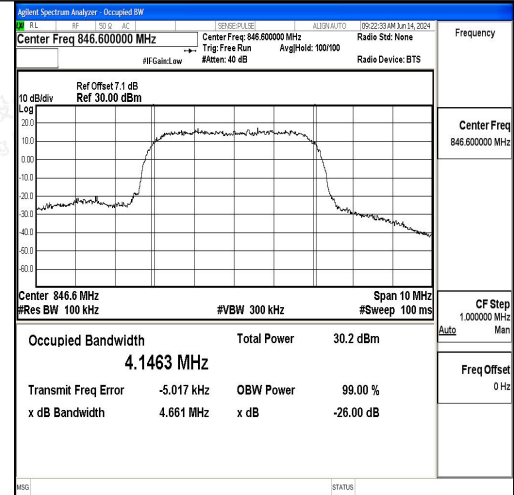 Agilent Spectrum Analyzer - Occupied BW
RL RF 50 Ω AC SENSE:PULSE ALIGN AUTO 09:22:33 AM Jun 14, 2024
Center Freq 846.600000 MHz
Center Freq: 846.600000 MHz
Radio Std: None
Trig: Free Run Avg|Hold: 100/100
#IFGain:Low #Atten: 40 dB Radio Device: BTS
Frequency
Ref Offset 7.1 dB
10 dB/div Ref 30.00 dBm
Log
20.0
10.0
0.00
-10.0
-20.0
-30.0
-40.0
-50.0
-60.0
Center 846.6 MHz Span 10 MHz
#Res BW 100 kHz #VBW 300 kHz #Sweep 100 ms
Occupied Bandwidth Total Power 30.2 dBm
4.1463 MHz
Transmit Freq Error -5.017 kHz OBW Power 99.00 %
x dB Bandwidth 4.661 MHz x dB -26.00 dB
Center Freq
846.600000 MHz
CF Step
1.000000 MHz
Auto Man
Freq Offset
0 Hz
MSG STATUS